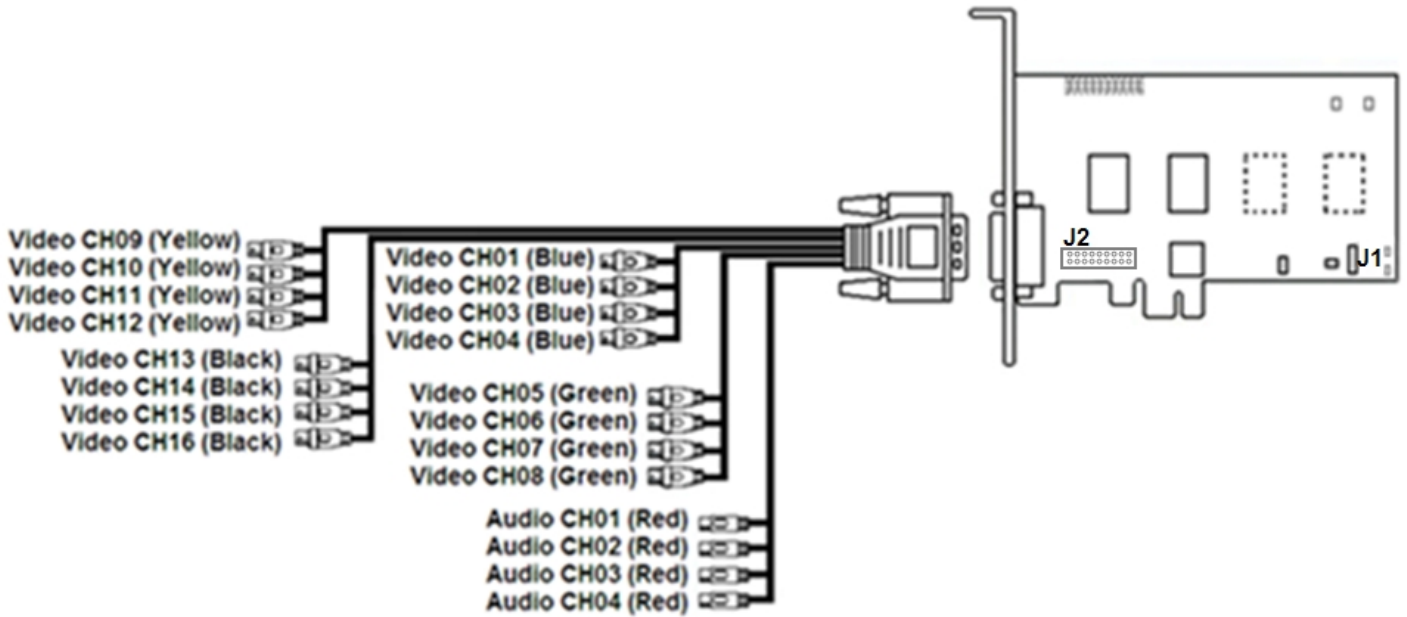 Video CH09 (Yellow)
Video CH10 (Yellow)
Video CH11 (Yellow)
Video CH12 (Yellow)
Video CH13 (Black)
Video CH14 (Black)
Video CH15 (Black)
Video CH16 (Black)
Video CH01 (Blue)
Video CH02 (Blue)
Video CH03 (Blue)
Video CH04 (Blue)
Video CH05 (Green)
Video CH06 (Green)
Video CH07 (Green)
Video CH08 (Green)
Audio CH01 (Red)
Audio CH02 (Red)
Audio CH03 (Red)
Audio CH04 (Red)
J2
J1